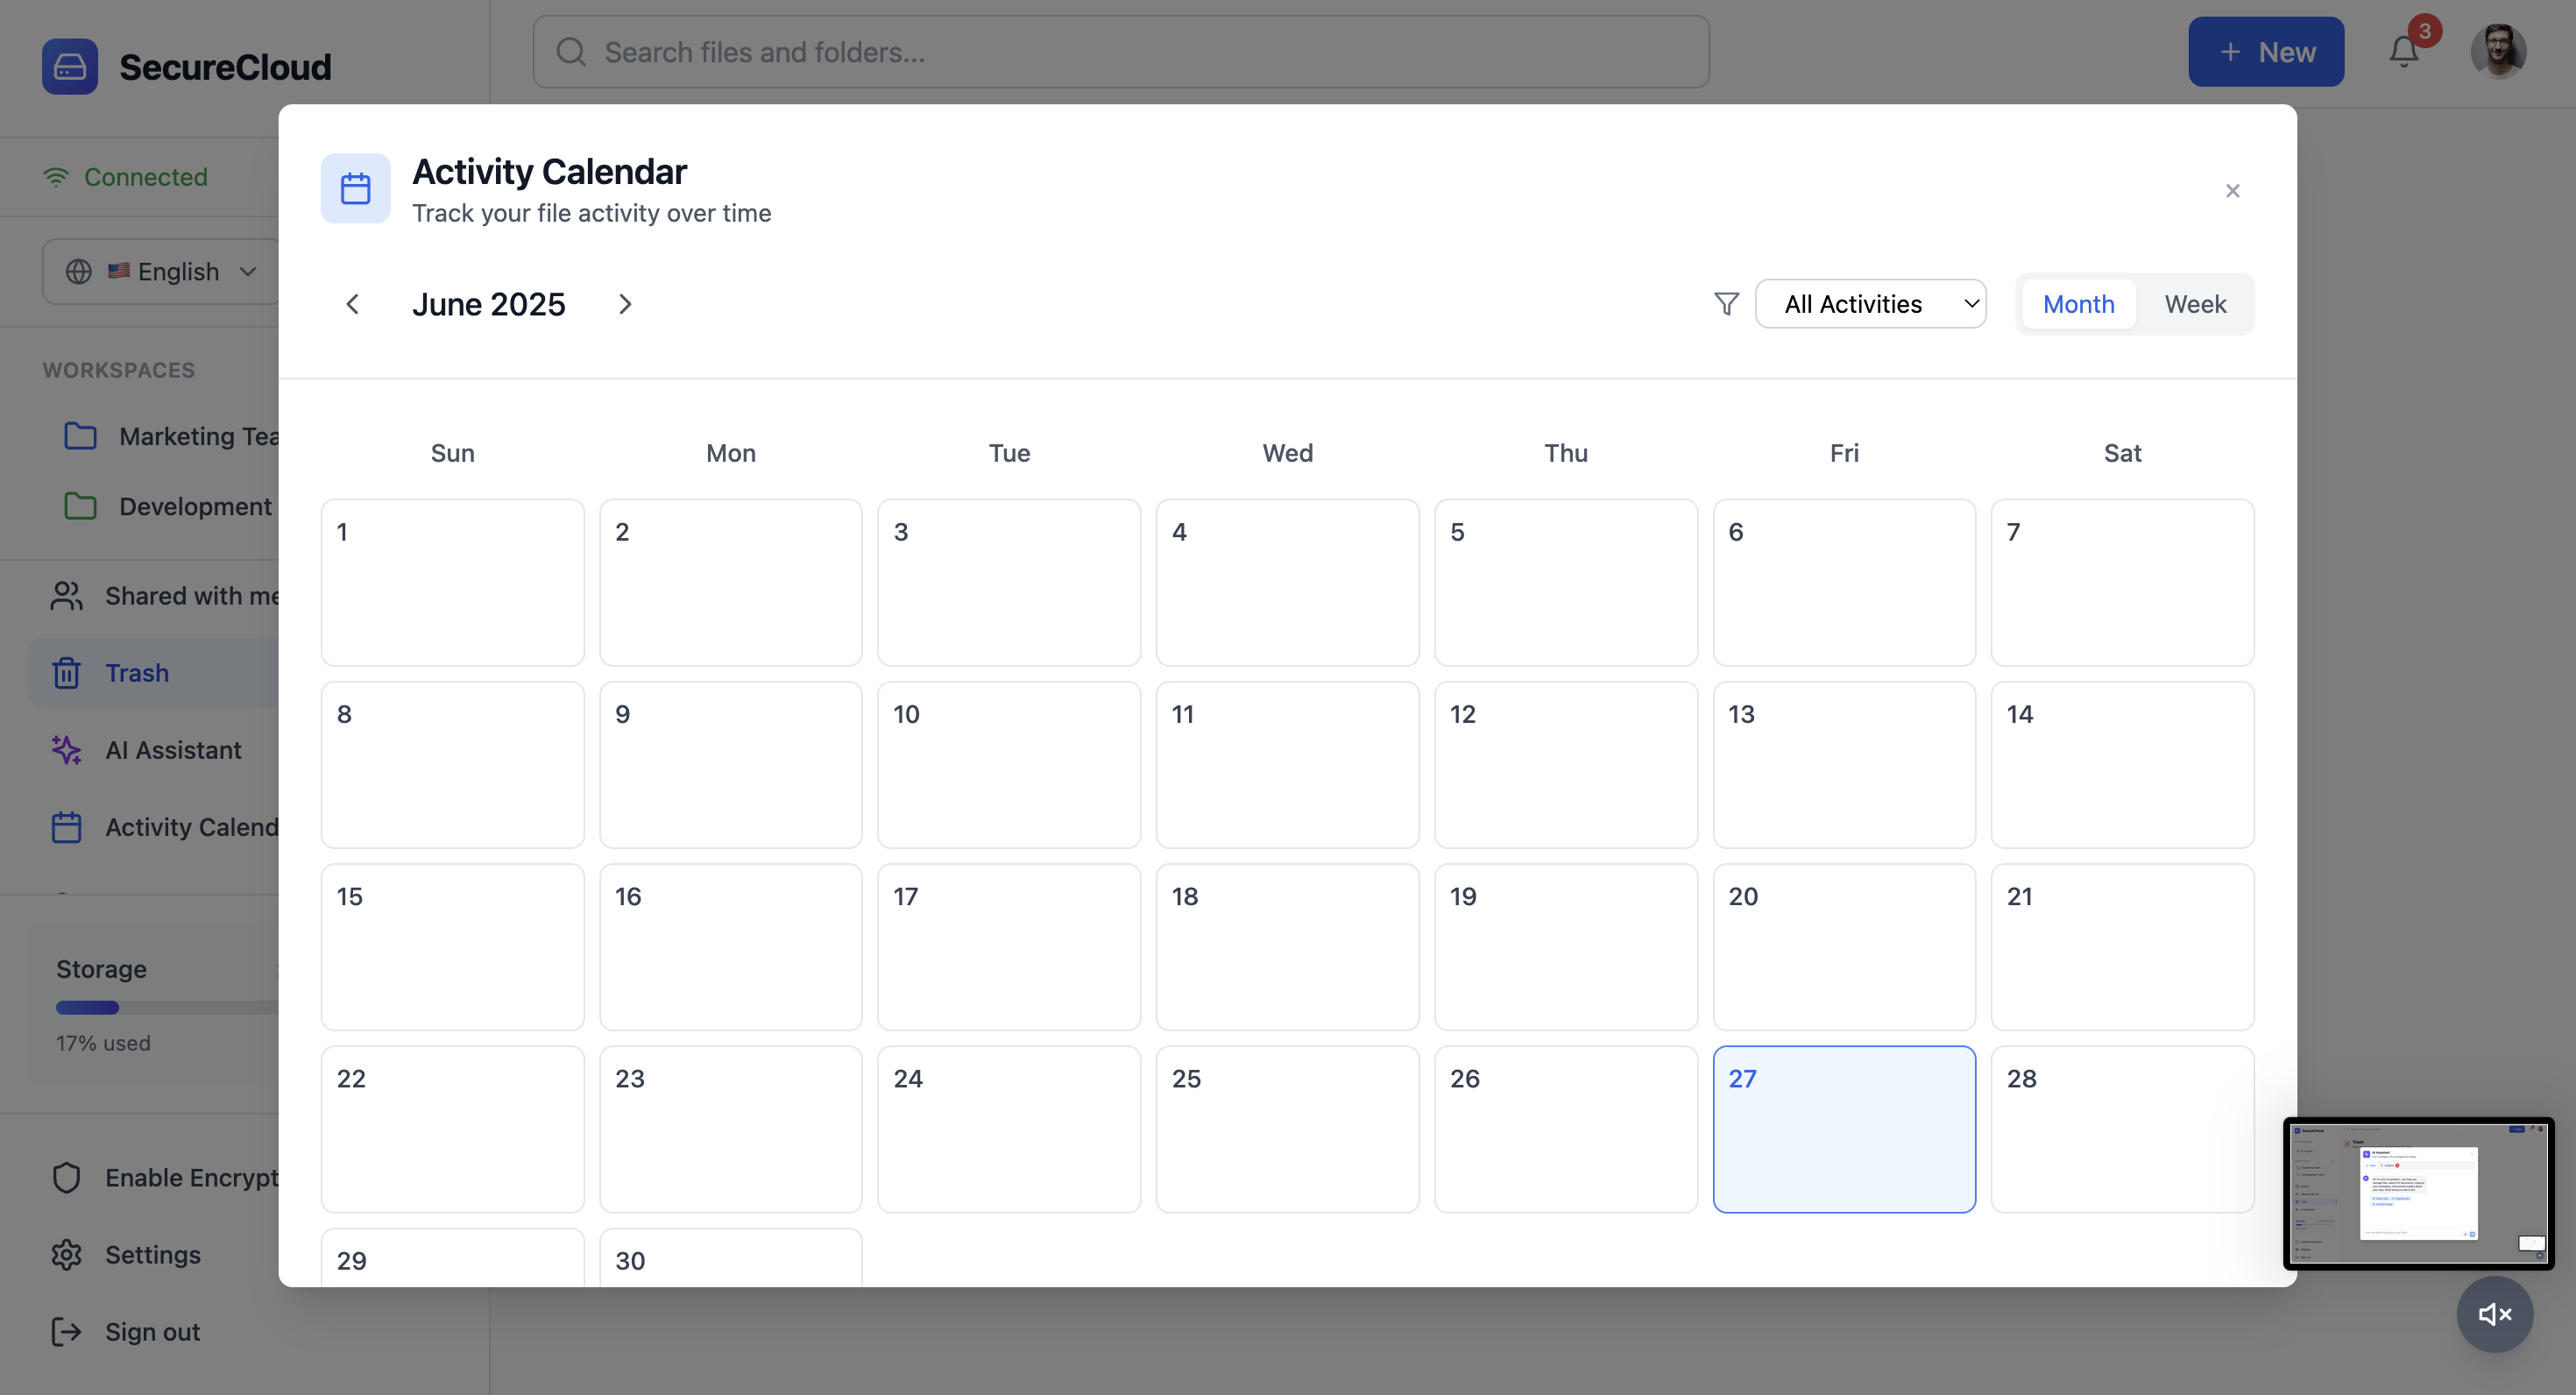 SecureCloud
Search files and folders...
+ New
3
Connected
🇺🇸 English
WORKSPACES
Marketing Tea
Development
Shared with me
Trash
AI Assistant
Activity Calend
Storage
17% used
Enable Encrypt
Settings
Sign out
Activity Calendar
Track your file activity over time
×
June 2025
All Activities
Month
Week
Sun Mon Tue Wed Thu Fri Sat
1 2 3 4 5 6 7
8 9 10 11 12 13 14
15 16 17 18 19 20 21
22 23 24 25 26 27 28
29 30